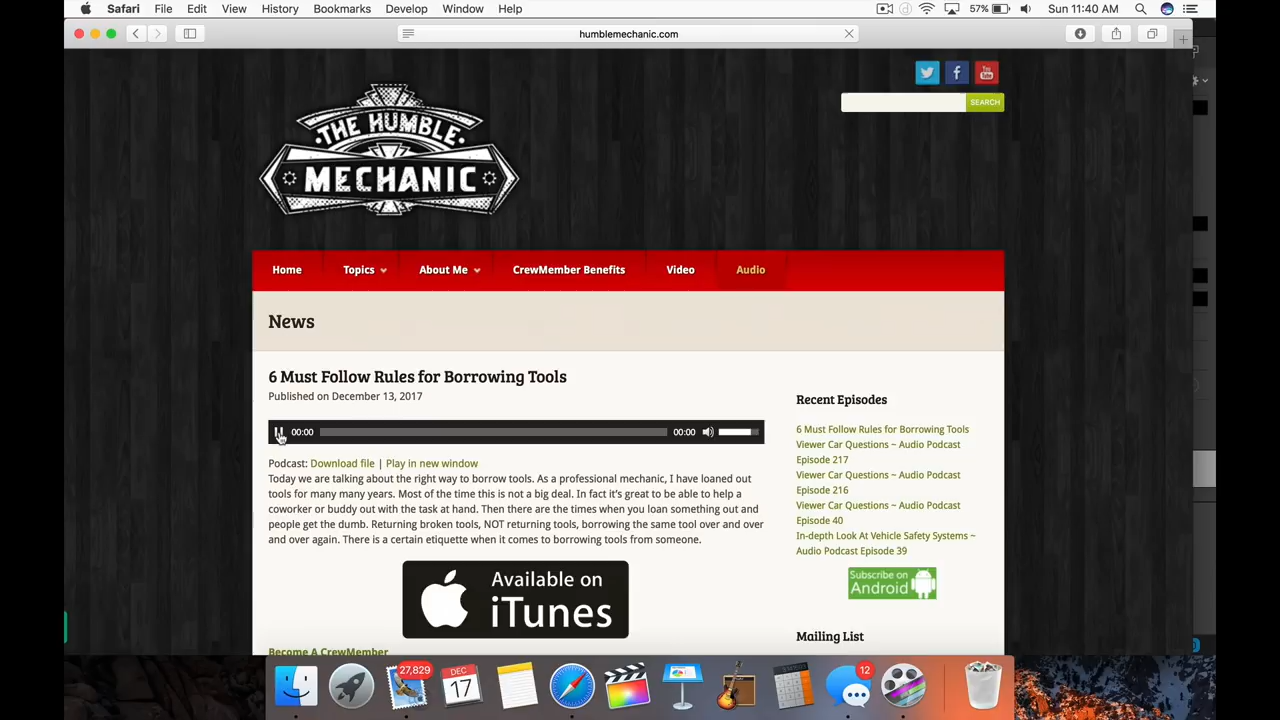 Safari File Edit View History Bookmarks Develop Window Help 57% Sun 11:40 AM
humblemechanic.com
You Tube
SEARCH
THE HUMBLE
MECHANIC
Home Topics About Me CrewMember Benefits Video Audio
News
6 Must Follow Rules for Borrowing Tools
Published on December 13, 2017
00:00 00:00
Podcast: Download file | Play in new window
Today we are talking about the right way to borrow tools. As a professional mechanic, I have loaned out
tools for many many years. Most of the time this is not a big deal. In fact it's great to be able to help a
coworker or buddy out with the task at hand. Then there are the times when you loan something out and
people get the dumb. Returning broken tools, NOT returning tools, borrowing the same tool over and over
and over again. There is a certain etiquette when it comes to borrowing tools from someone.
Available on
iTunes
Become A CrewMember
Recent Episodes
6 Must Follow Rules for Borrowing Tools
Viewer Car Questions ~ Audio Podcast
Episode 217
Viewer Car Questions ~ Audio Podcast
Episode 216
Viewer Car Questions ~ Audio Podcast
Episode 40
In-depth Look At Vehicle Safety Systems ~
Audio Podcast Episode 39
Subscribe on
Android
Mailing List
27,829
DEC
17
12